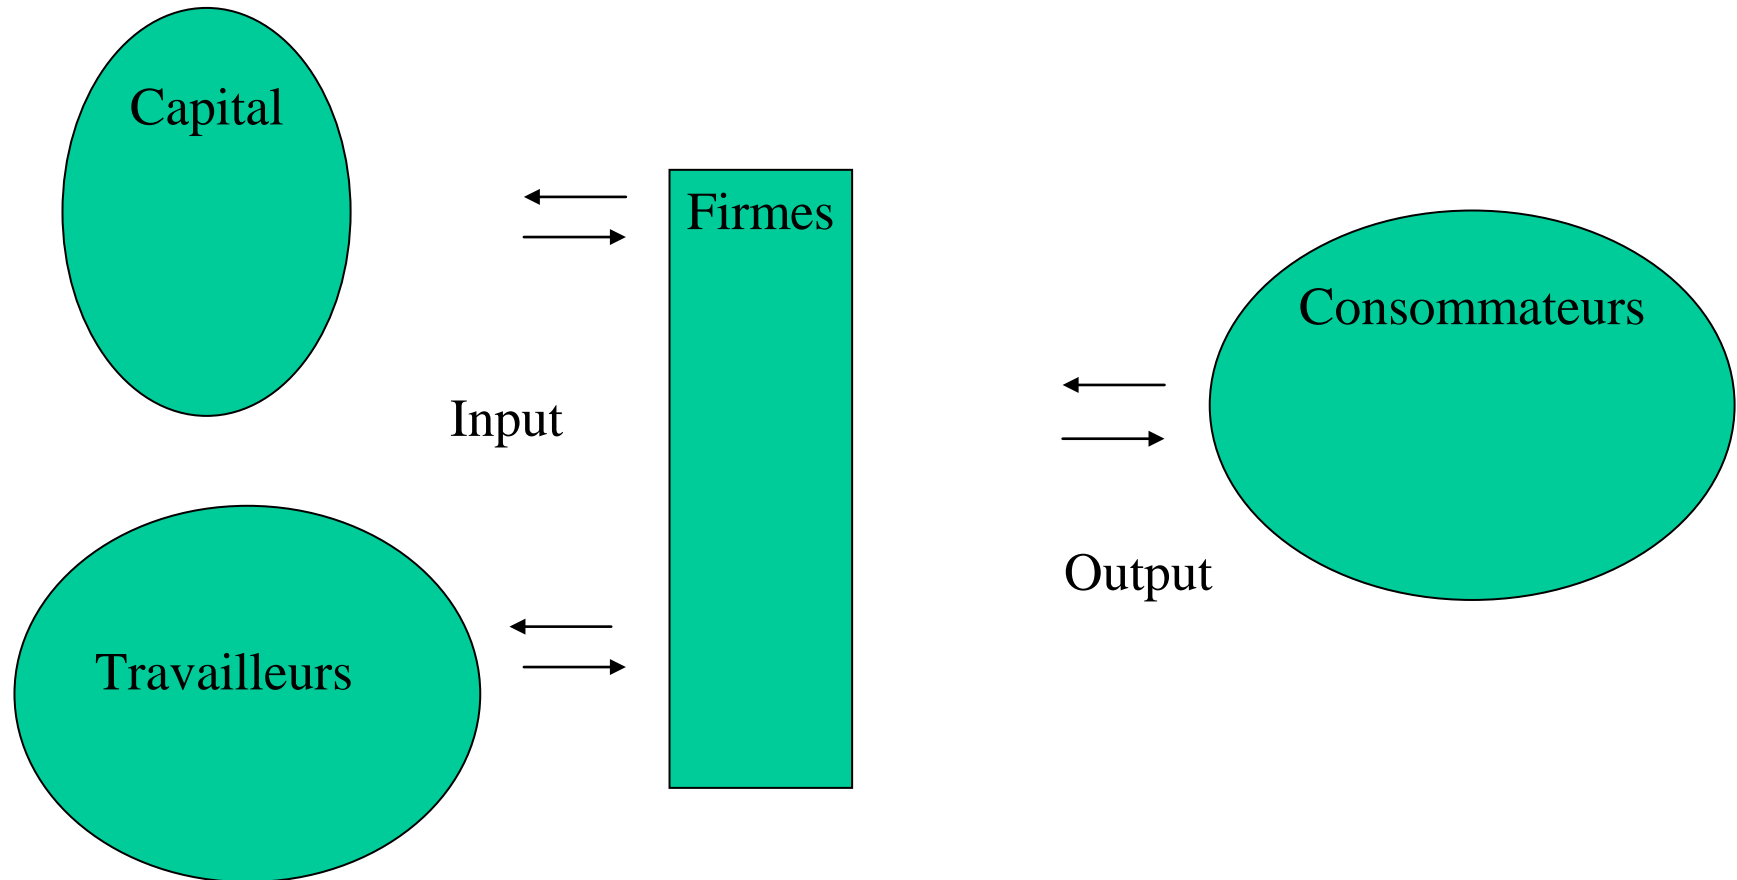 Capital
Firmes
Consommateurs
Input
Output
Travailleurs